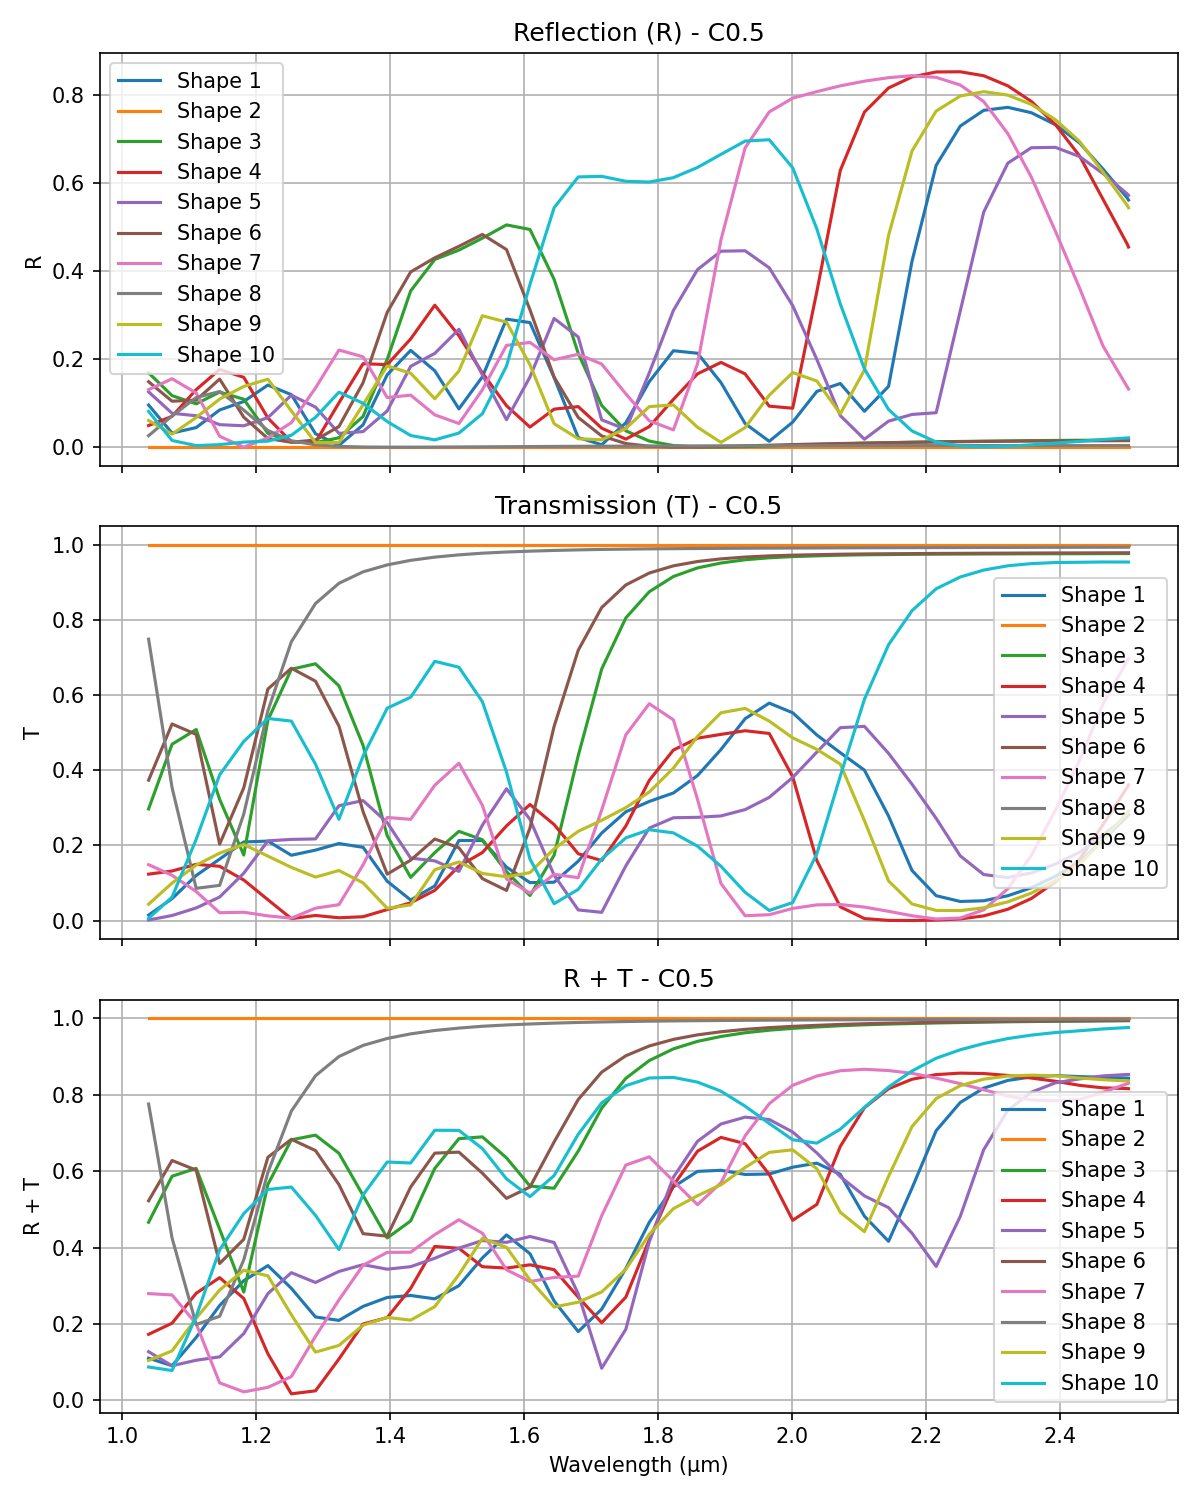 Reflection (R) - C0.5
0.8
0.6
0.4
0.2
0.0
R
Shape 1
Shape 2
Shape 3
Shape 4
Shape 5
Shape 6
Shape 7
Shape 8
Shape 9
Shape 10
Transmission (T) - C0.5
1.0
0.8
0.6
0.4
0.2
0.0
T
Shape 1
Shape 2
Shape 3
Shape 4
Shape 5
Shape 6
Shape 7
Shape 8
Shape 9
Shape 10
R + T - C0.5
1.0
0.8
0.6
0.4
0.2
0.0
R + T
Shape 1
Shape 2
Shape 3
Shape 4
Shape 5
Shape 6
Shape 7
Shape 8
Shape 9
Shape 10
1.0 1.2 1.4 1.6 1.8 2.0 2.2 2.4
Wavelength (μm)